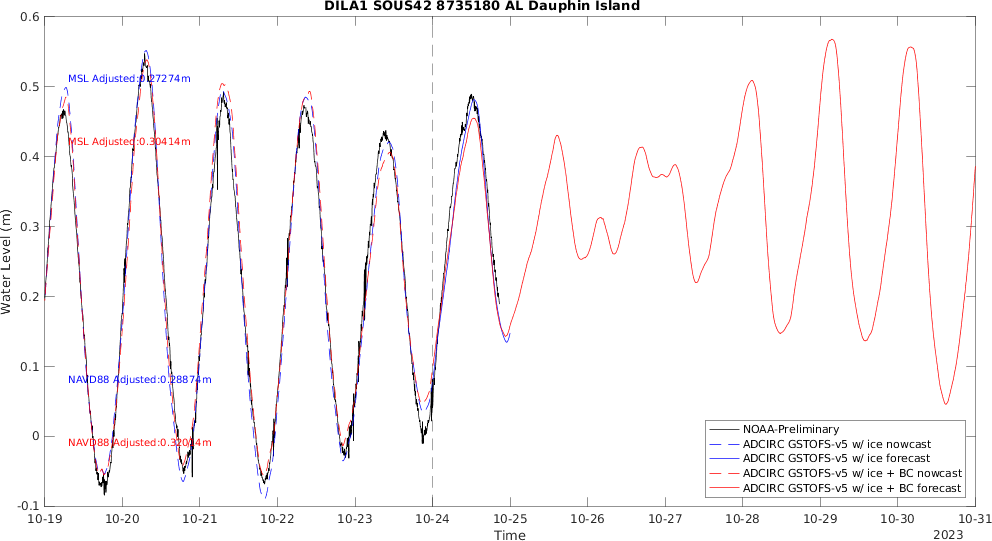 DILA1 SOUS42 8735180 AL Dauphin Island
Water Level (m)
0.6
0.5
0.4
0.3
0.2
0.1
0
-0.1
MSL Adjusted:0.27274m
MSL Adjusted:0.30414m
NAVD88 Adjusted:0.28874m
NAVD88 Adjusted:0.32014m
NOAA-Preliminary
ADCIRC GSTOFS-v5 w/ ice nowcast
ADCIRC GSTOFS-v5 w/ ice forecast
ADCIRC GSTOFS-v5 w/ ice + BC nowcast
ADCIRC GSTOFS-v5 w/ ice + BC forecast
10-19 10-20 10-21 10-22 10-23 10-24 10-25 10-26 10-27 10-28 10-29 10-30 10-31
Time
2023